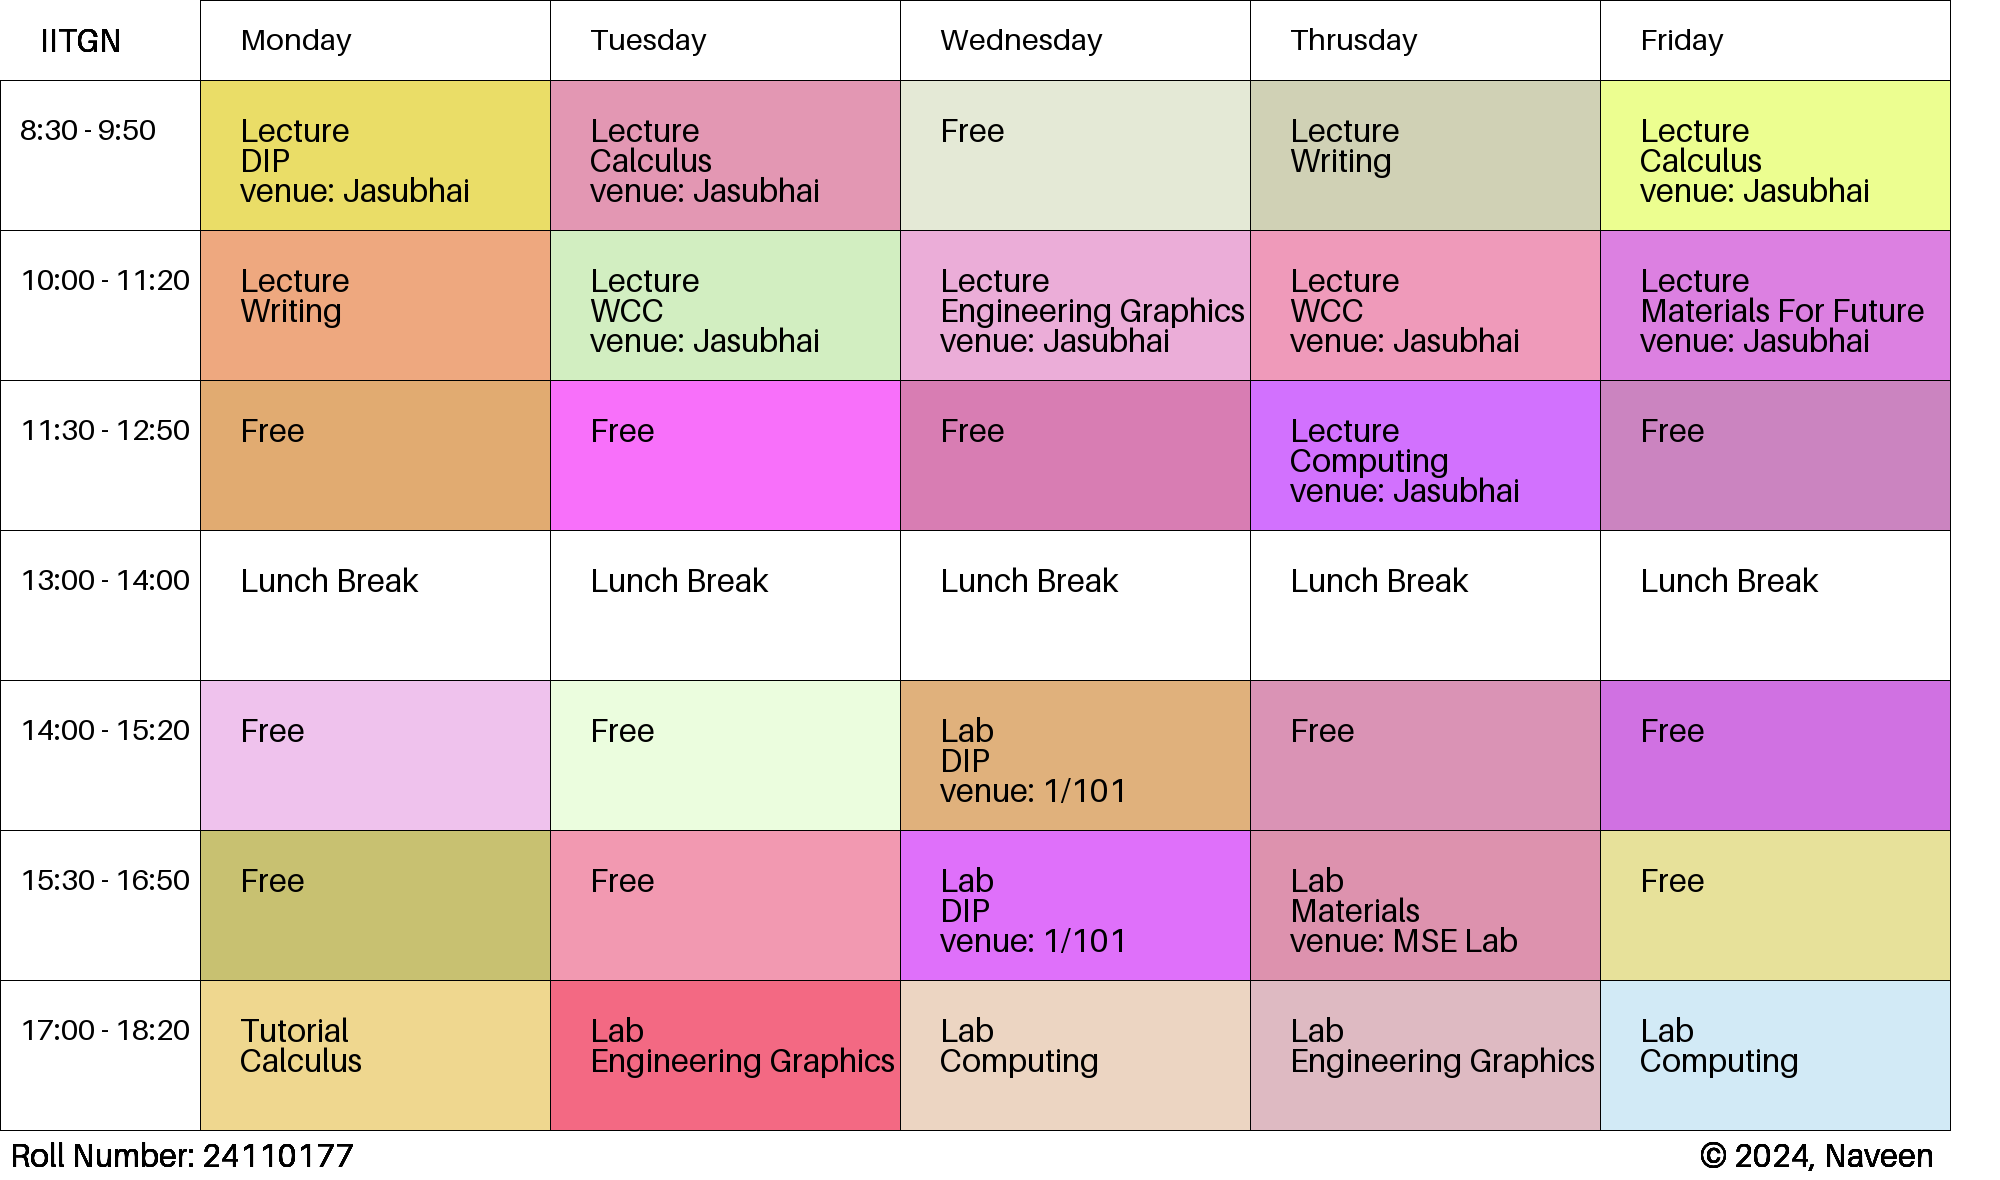 IITGN
Monday
Tuesday
Wednesday
Thrusday
Friday
8:30 - 9:50
Lecture
DIP
venue: Jasubhai
Lecture
Calculus
venue: Jasubhai
Free
Lecture
Writing
Lecture
Calculus
venue: Jasubhai
10:00 - 11:20
Lecture
Writing
Lecture
WCC
venue: Jasubhai
Lecture
Engineering Graphics
venue: Jasubhai
Lecture
WCC
venue: Jasubhai
Lecture
Materials For Future
venue: Jasubhai
11:30 - 12:50
Free
Free
Free
Lecture
Computing
venue: Jasubhai
Free
13:00 - 14:00
Lunch Break
Lunch Break
Lunch Break
Lunch Break
Lunch Break
14:00 - 15:20
Free
Free
Lab
DIP
venue: 1/101
Free
Free
15:30 - 16:50
Free
Free
Lab
DIP
venue: 1/101
Lab
Materials
venue: MSE Lab
Free
17:00 - 18:20
Tutorial
Calculus
Lab
Engineering Graphics
Lab
Computing
Lab
Engineering Graphics
Lab
Computing
Roll Number: 24110177
© 2024, Naveen